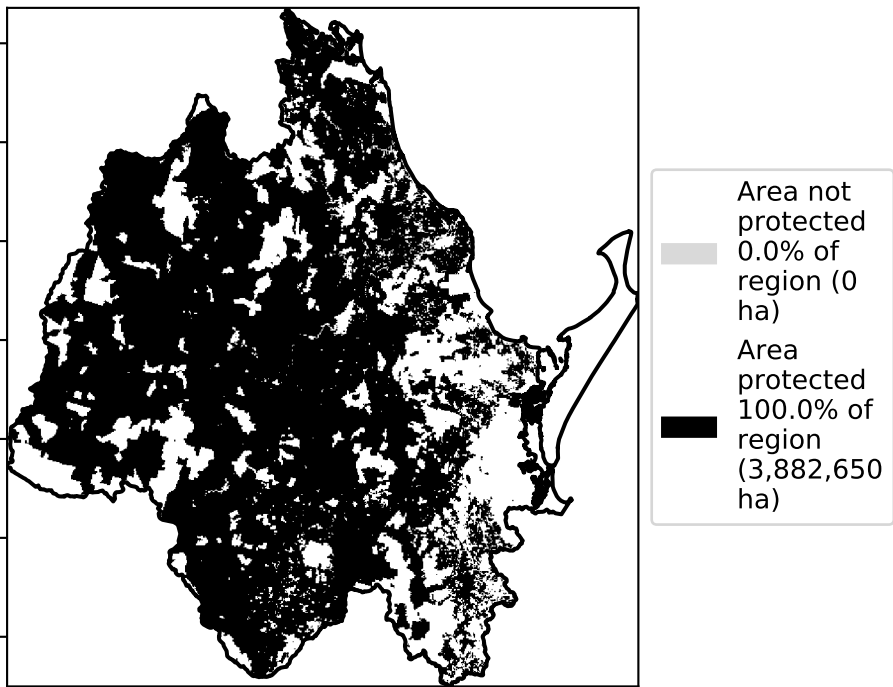 Area not
protected
0.0% of
region (0
ha)
Area
protected
100.0% of
region
(3,882,650
ha)